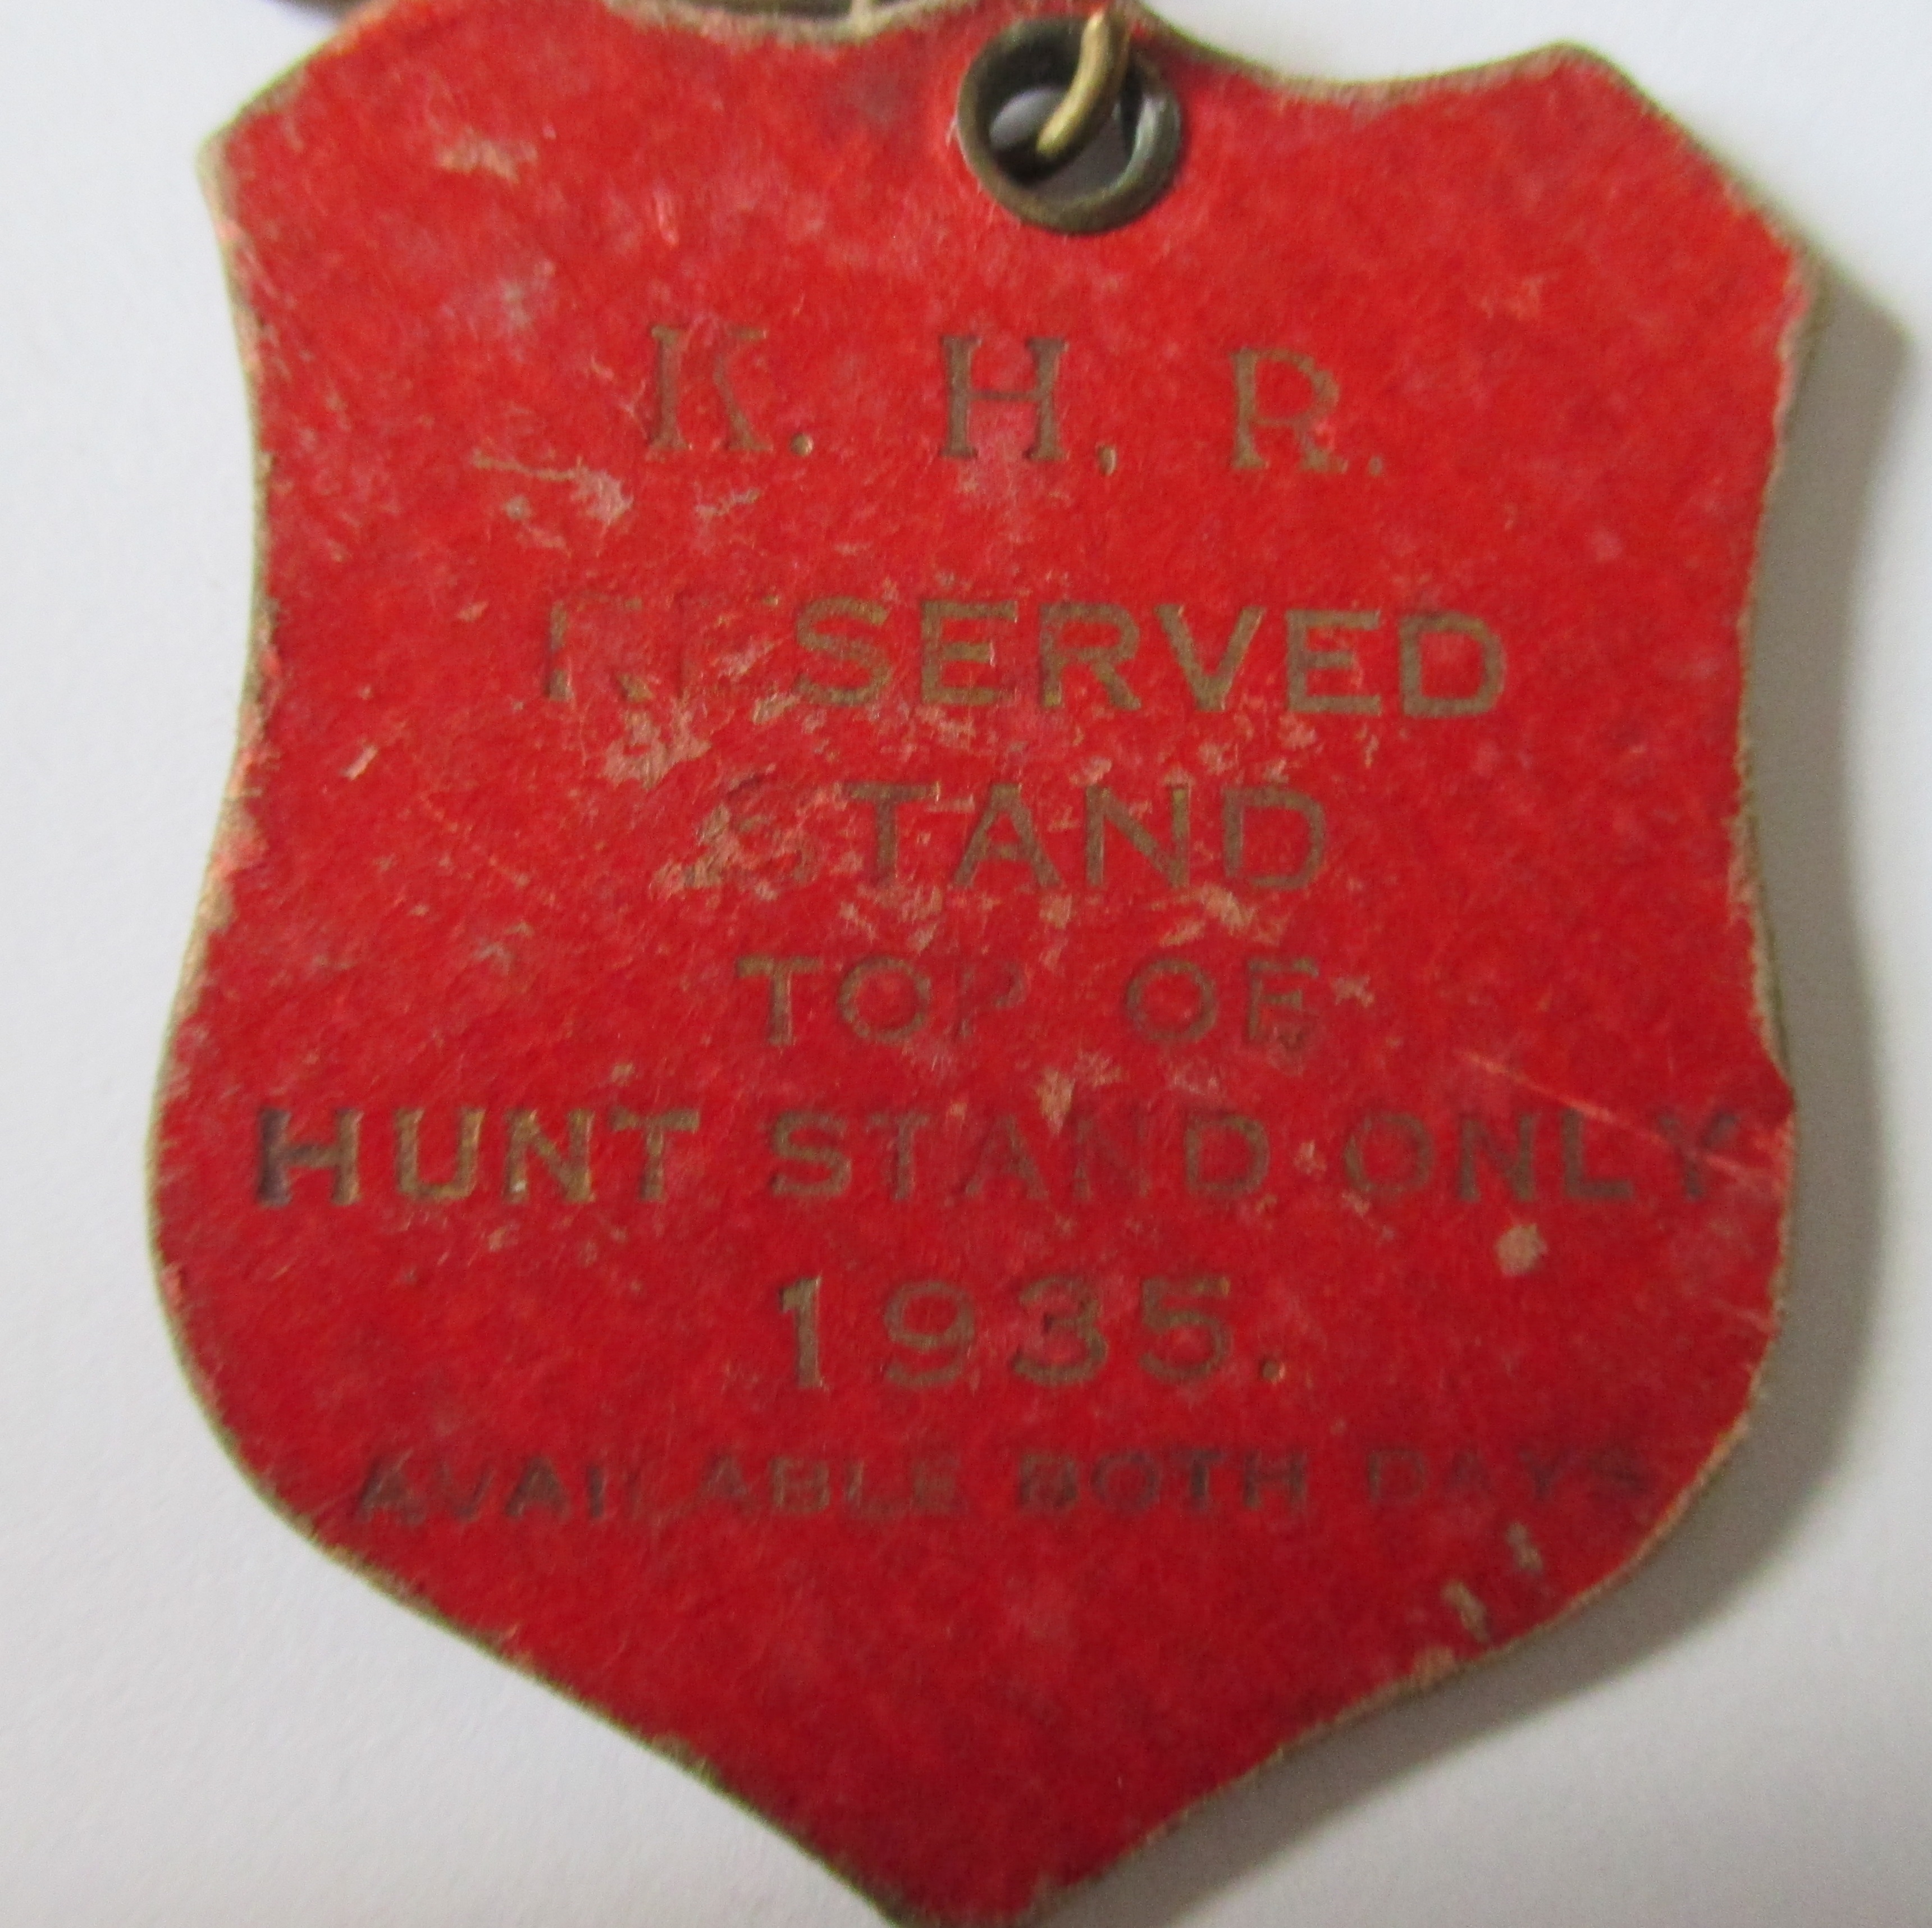 K. H, R.
RESERVED
STAND
TOP OF
HUNT STAND ONLY
1935.
AVAILABLE BOTH DAYS